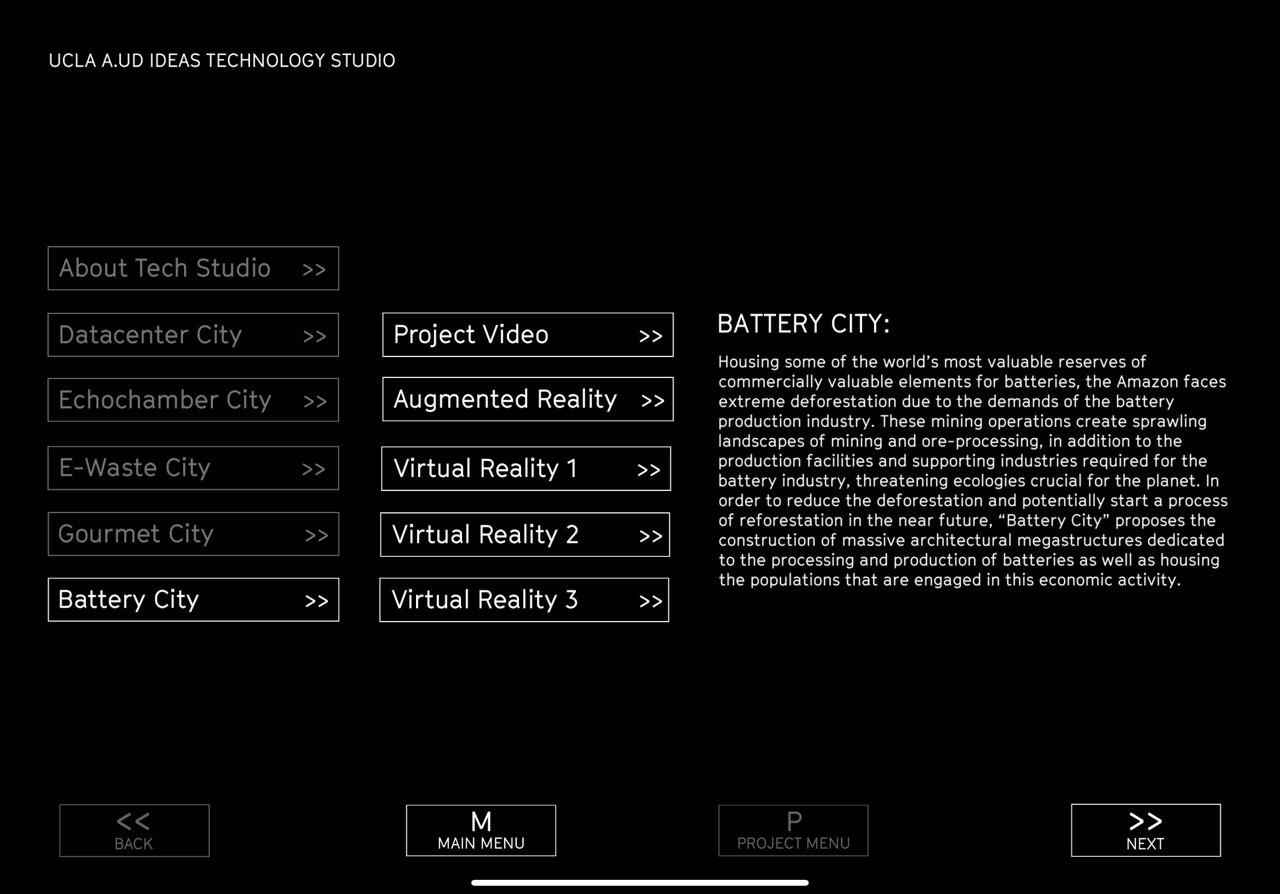 UCLA A.UD IDEAS TECHNOLOGY STUDIO
About Tech Studio >>
Datacenter City >>
Echochamber City >>
E-Waste City >>
Gourmet City >>
Battery City >>
Project Video >>
Augmented Reality >>
Virtual Reality 1 >>
Virtual Reality 2 >>
Virtual Reality 3 >>
BATTERY CITY:
Housing some of the world’s most valuable reserves of
commercially valuable elements for batteries, the Amazon faces
extreme deforestation due to the demands of the battery
production industry. These mining operations create sprawling
landscapes of mining and ore-processing, in addition to the
production facilities and supporting industries required for the
battery industry, threatening ecologies crucial for the planet. In
order to reduce the deforestation and potentially start a process
of reforestation in the near future, “Battery City” proposes the
construction of massive architectural megastructures dedicated
to the processing and production of batteries as well as housing
the populations that are engaged in this economic activity.
<<
BACK
M
MAIN MENU
P
PROJECT MENU
>>
NEXT